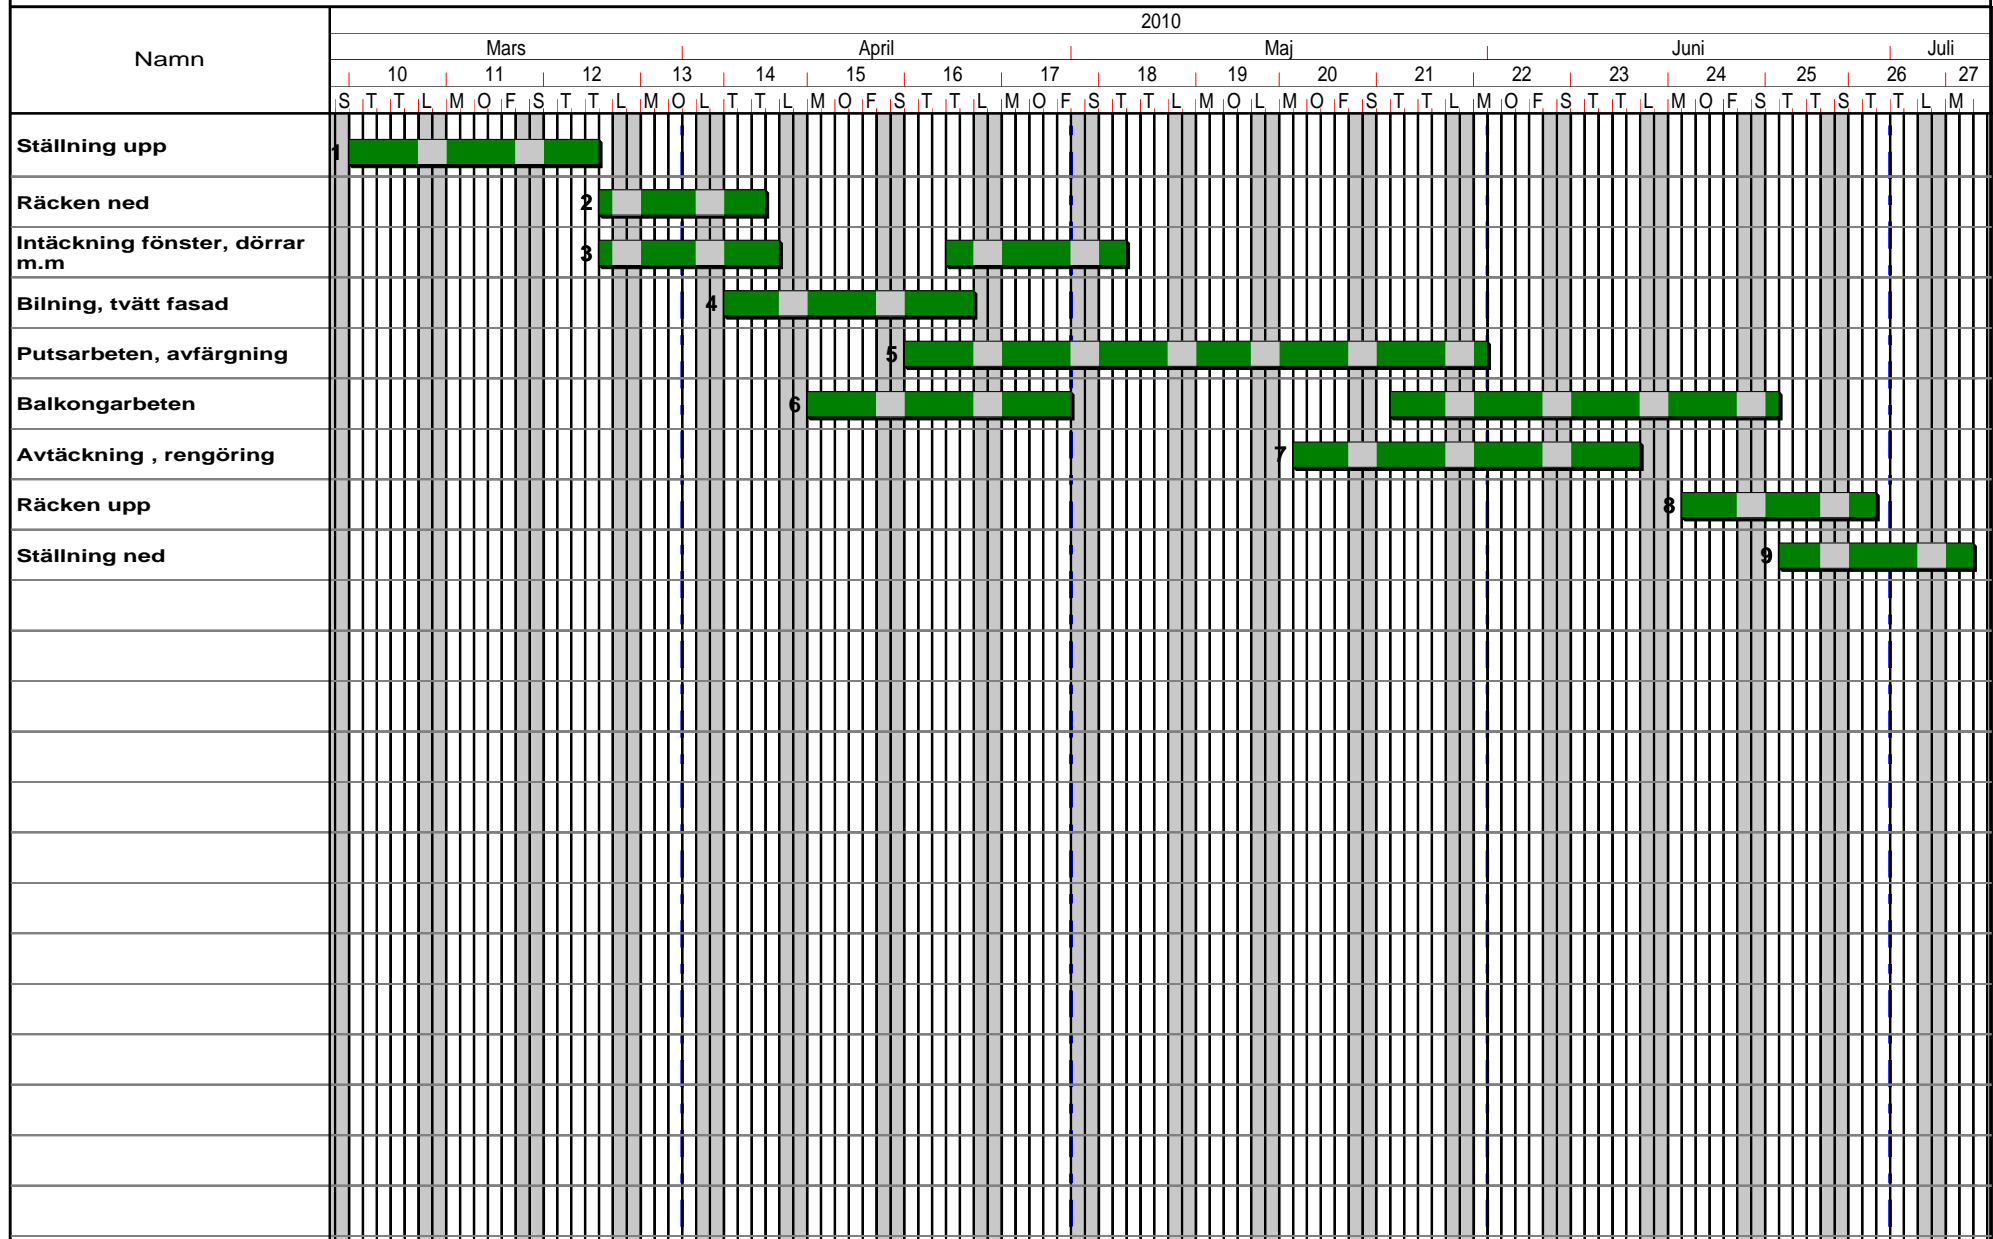 2010
Namn
Mars April Maj Juni Juli
10 11 12 13 14 15 16 17 18 19 20 21 22 23 24 25 26 27
S T T L M O F S T T L M O L T T L M O F S T T L M O F S T T L M O L M O F S T T L M O F S T T L M O F S T T S T T L M
Ställning upp
1
Räcken ned
2
Intäckning fönster, dörrar
m.m
3
Bilning, tvätt fasad
4
Putsarbeten, avfärgning
5
Balkongarbeten
6
Avtäckning , rengöring
7
Räcken upp
8
Ställning ned
9